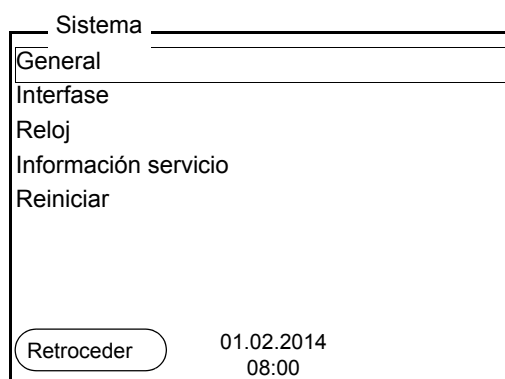 Sistema
General
Interfase
Reloj
Información servicio
Reiniciar
Retroceder
01.02.2014
08:00